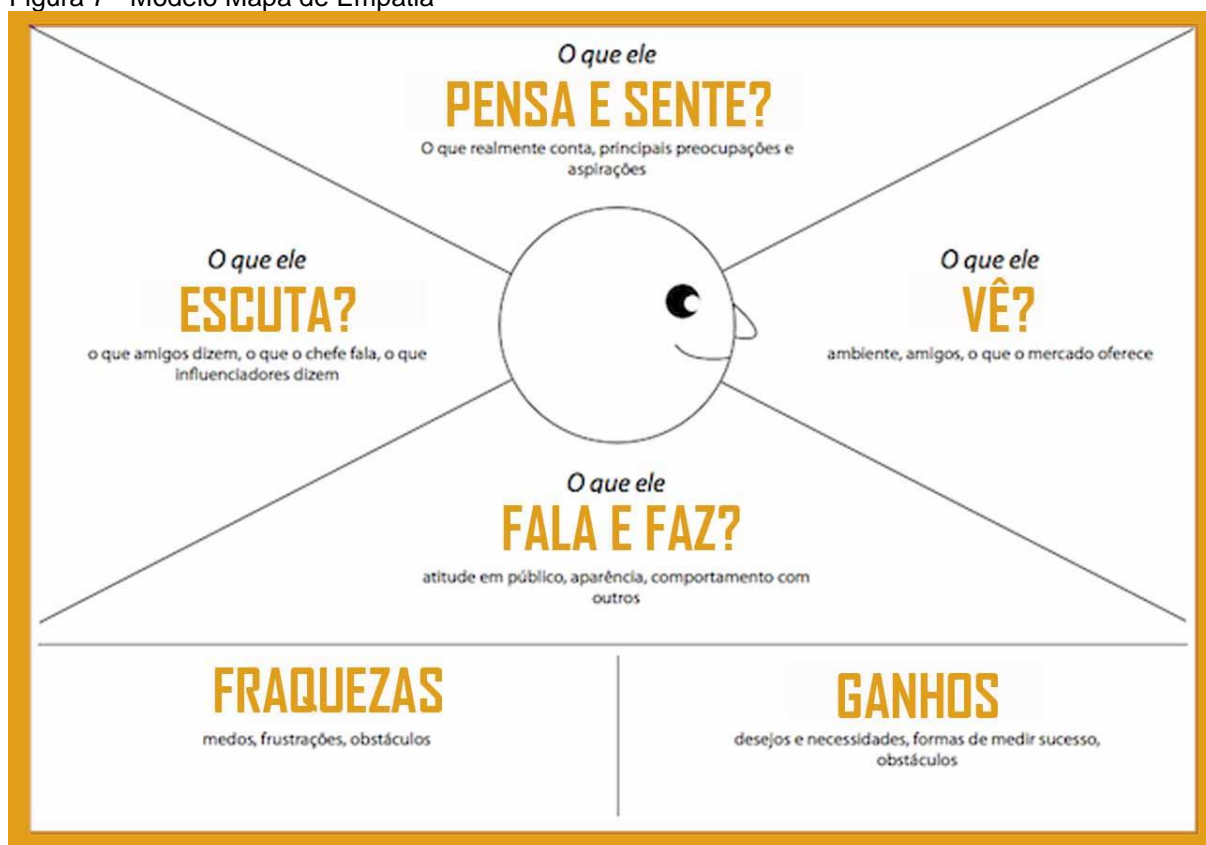 Figura 7 - Modelo Mapa de Empatia
O que ele
PENSA E SENTE?
O que realmente conta, principais preocupações e
aspirações
O que ele
ESCUTA?
o que amigos dizem, o que o chefe fala, o que
influenciadores dizem
O que ele
VÊ?
ambiente, amigos, o que o mercado oferece
O que ele
FALA E FAZ?
atitude em público, aparência, comportamento com
outros
FRAQUEZAS
medos, frustrações, obstáculos
GANHOS
desejos e necessidades, formas de medir sucesso,
obstáculos